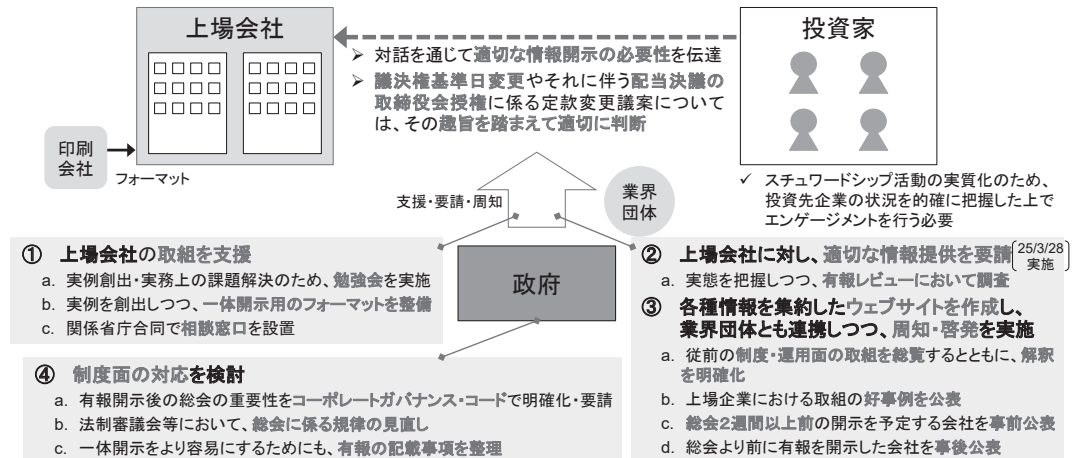 上場会社
投資家
➢ 対話を通じて適切な情報開示の必要性を伝達
➢ 議決権基準日変更やそれに伴う配当決議の
取締役会授権に係る定款変更議案について
は、その趣旨を踏まえて適切に判断
印刷
会社
フォーマット
✓ スチュワードシップ活動の実質化のため、
投資先企業の状況を的確に把握した上で
エンゲージメントを行う必要
支援・要請・周知
業界
団体
政府
① 上場会社の取組を支援
a. 実例創出・実務上の課題解決のため、勉強会を実施
b. 実例を創出しつつ、一体開示用のフォーマットを整備
c. 関係省庁合同で相談窓口を設置
② 上場会社に対し、適切な情報提供を要請
25/3/28
実施
a. 実態を把握しつつ、有報レビューにおいて調査
③ 各種情報を集約したウェブサイトを作成し、
業界団体とも連携しつつ、周知・啓発を実施
a. 従前の制度・運用面の取組を総覧するとともに、解釈
を明確化
b. 上場企業における取組の好事例を公表
c. 総会2週間以上前の開示を予定する会社を事前公表
d. 総会より前に有報を開示した会社を事後公表
④ 制度面の対応を検討
a. 有報開示後の総会の重要性をコーポレートガバナンス・コードで明確化・要請
b. 法制審議会等において、総会に係る規律の見直し
c. 一体開示をより容易にするためにも、有報の記載事項を整理